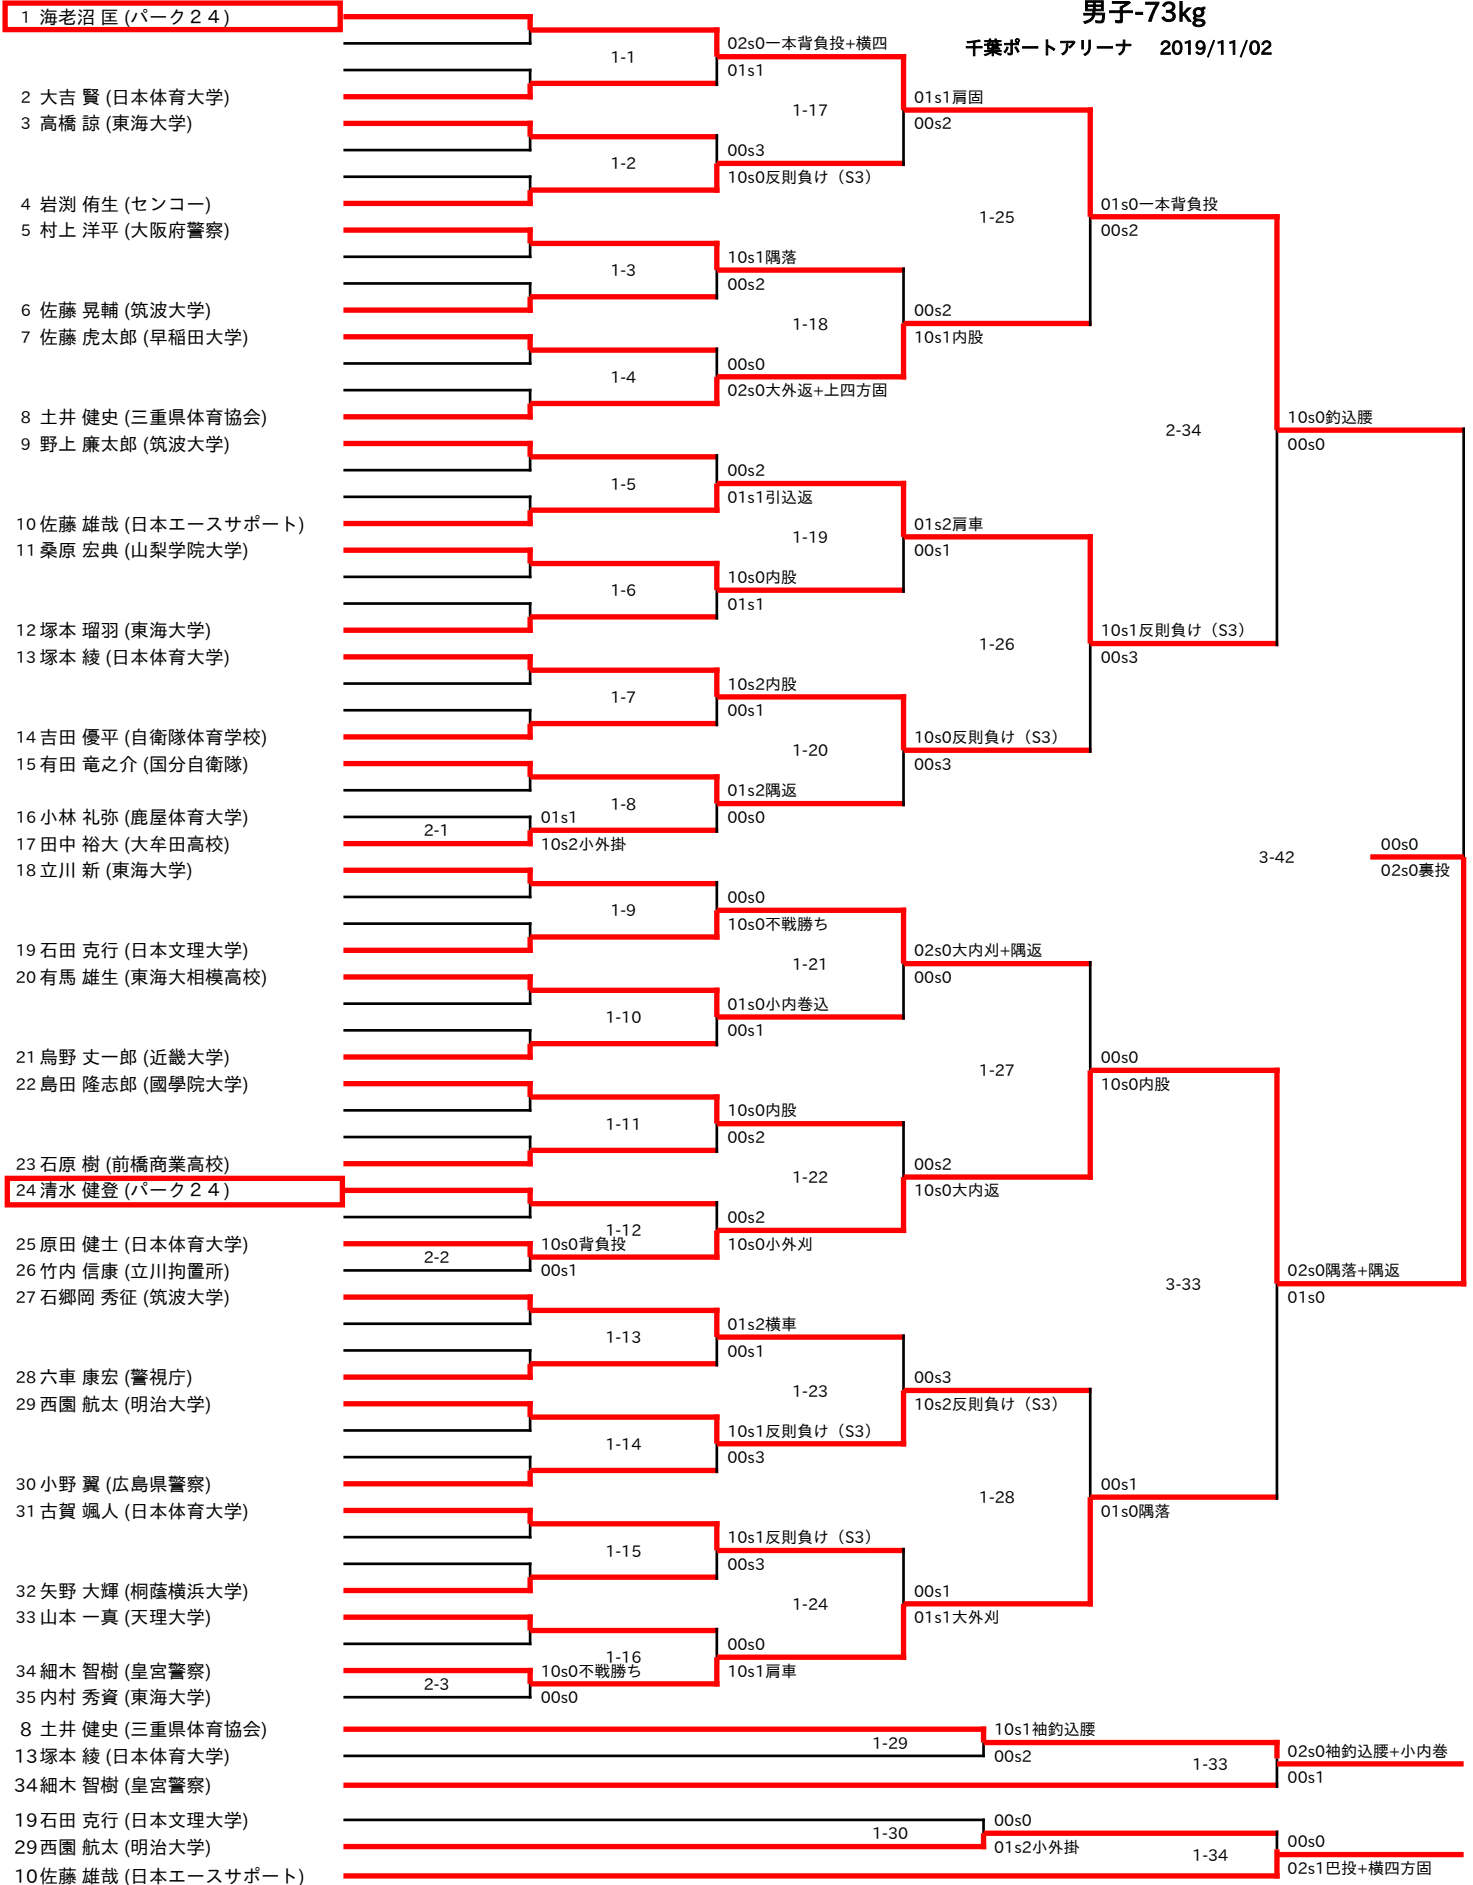 男子-73kg
千葉ポートアリーナ 2019/11/02
1 海老沼 匡 (パーク２４)
2 大吉 賢 (日本体育大学)
3 高橋 諒 (東海大学)
4 岩渕 侑生 (センコー)
5 村上 洋平 (大阪府警察)
6 佐藤 晃輔 (筑波大学)
7 佐藤 虎太郎 (早稲田大学)
8 土井 健史 (三重県体育協会)
9 野上 廉太郎 (筑波大学)
10 佐藤 雄哉 (日本エースサポート)
11 桑原 宏典 (山梨学院大学)
12 塚本 瑠羽 (東海大学)
13 塚本 綾 (日本体育大学)
14 吉田 優平 (自衛隊体育学校)
15 有田 竜之介 (国分自衛隊)
16 小林 礼弥 (鹿屋体育大学)
17 田中 裕大 (大牟田高校)
18 立川 新 (東海大学)
19 石田 克行 (日本文理大学)
20 有馬 雄生 (東海大相模高校)
21 烏野 丈一郎 (近畿大学)
22 島田 隆志郎 (國學院大学)
23 石原 樹 (前橋商業高校)
24 清水 健登 (パーク２４)
25 原田 健士 (日本体育大学)
26 竹内 信康 (立川拘置所)
27 石郷岡 秀征 (筑波大学)
28 六車 康宏 (警視庁)
29 西園 航太 (明治大学)
30 小野 翼 (広島県警察)
31 古賀 颯人 (日本体育大学)
32 矢野 大輝 (桐蔭横浜大学)
33 山本 一真 (天理大学)
34 細木 智樹 (皇宮警察)
35 内村 秀資 (東海大学)
2-1
01s1
10s2小外掛
2-2
10s0背負投
00s1
2-3
10s0不戦勝ち
00s0
1-1
02s0一本背負投+横四
01s1
1-2
00s3
10s0反則負け（S3）
1-3
10s1隅落
00s2
1-4
00s0
02s0大外返+上四方固
1-5
00s2
01s1引込返
1-6
10s0内股
01s1
1-7
10s2内股
00s1
1-8
01s2隅返
00s0
1-9
00s0
10s0不戦勝ち
1-10
01s0小内巻込
00s1
1-11
10s0内股
00s2
1-12
00s2
10s0小外刈
1-13
01s2横車
00s1
1-14
10s1反則負け（S3）
00s3
1-15
10s1反則負け（S3）
00s3
1-16
00s0
10s1肩車
1-17
01s1肩固
00s2
1-18
00s2
10s1内股
1-19
01s2肩車
00s1
1-20
10s0反則負け（S3）
00s3
1-21
02s0大内刈+隅返
00s0
1-22
00s2
10s0大内返
1-23
00s3
10s2反則負け（S3）
1-24
00s1
01s1大外刈
1-25
01s0一本背負投
00s2
1-26
10s1反則負け（S3）
00s3
1-27
00s0
10s0内股
1-28
00s1
01s0隅落
2-34
10s0釣込腰
00s0
3-33
02s0隅落+隅返
01s0
3-42
00s0
02s0裏投
8 土井 健史 (三重県体育協会)
13 塚本 綾 (日本体育大学)
34 細木 智樹 (皇宮警察)
1-29
10s1袖釣込腰
00s2
1-33
02s0袖釣込腰+小内巻
00s1
19 石田 克行 (日本文理大学)
29 西園 航太 (明治大学)
10 佐藤 雄哉 (日本エースサポート)
1-30
00s0
01s2小外掛
1-34
00s0
02s1巴投+横四方固